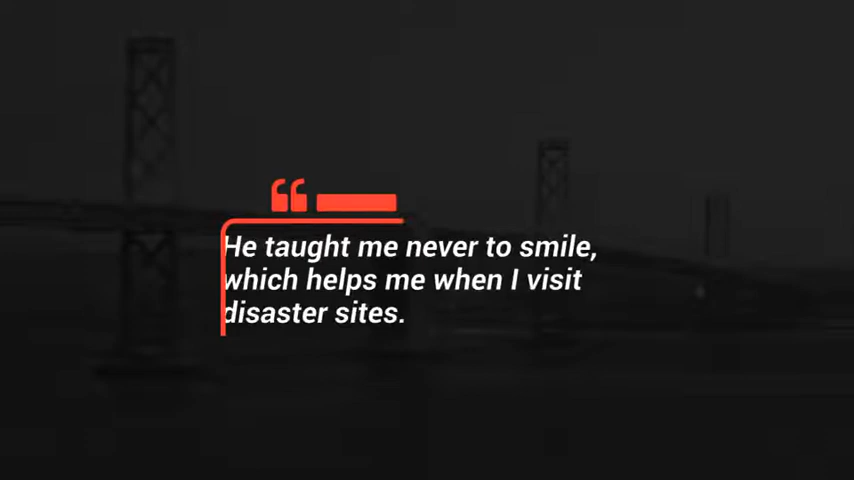 He taught me never to smile,
which helps me when I visit
disaster sites.